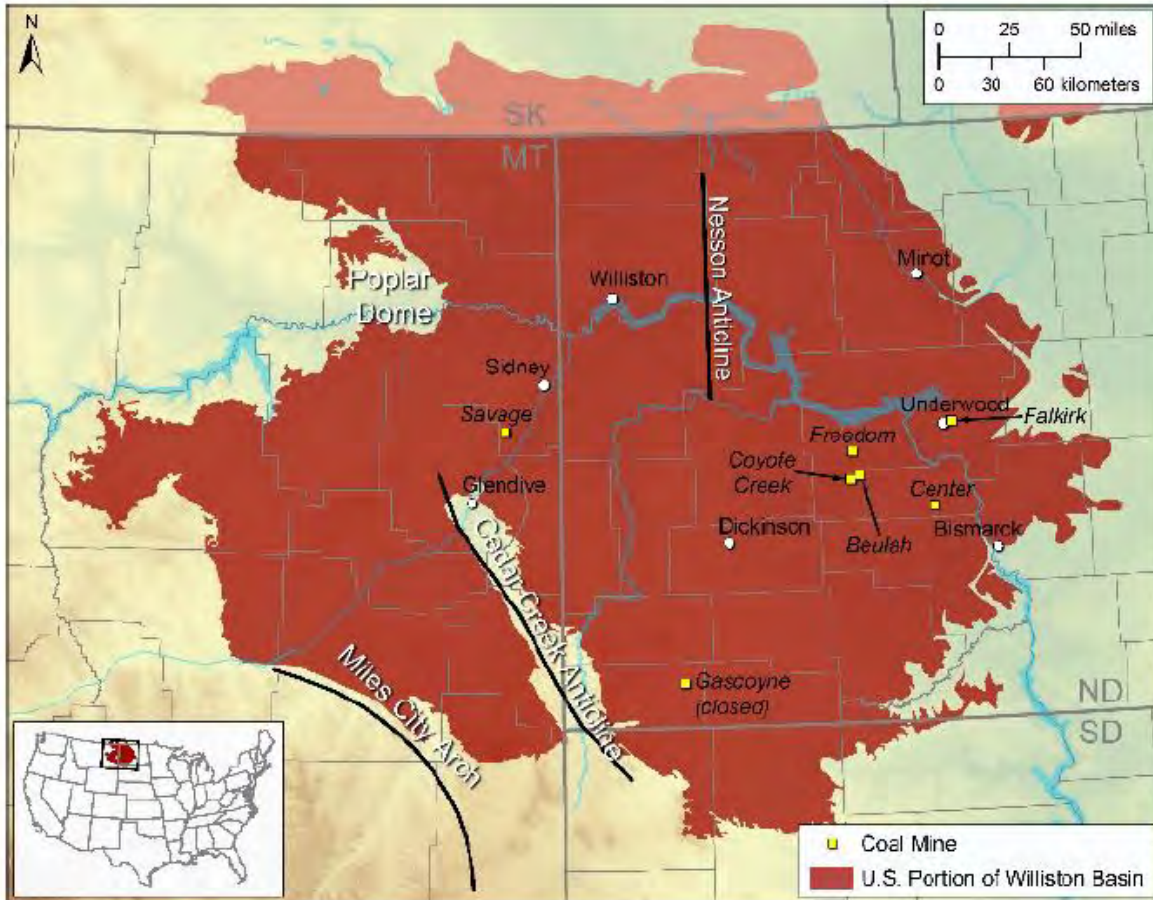 N
0 25 50 miles
0 30 60 kilometers
SK
MT
Nesson Anticline
Minot
Poplar
Dome
Williston
Sidney
Savage
Underwood
Falkirk
Freedom
Coyote
Creek
Center
Glendive
Dickinson
Beulah
Bismarck
Cedar Creek Anticline
Miles City Arch
Gascoyne
(closed)
ND
SD
Coal Mine
U.S. Portion of Williston Basin